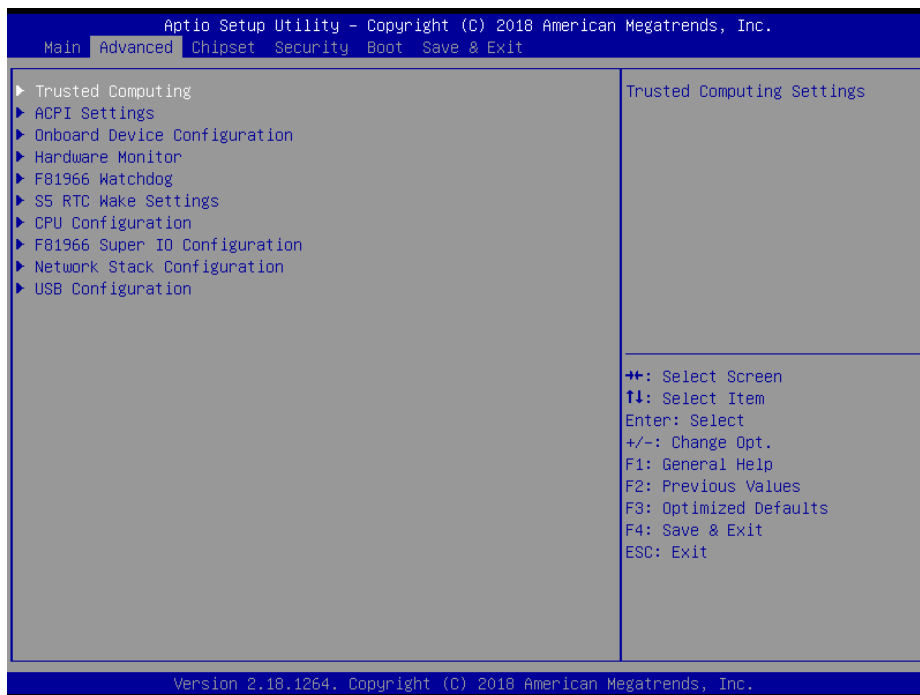 Aptio Setup Utility – Copyright (C) 2018 American Megatrends, Inc.
Main Advanced Chipset Security Boot Save & Exit
▶ Trusted Computing
▶ ACPI Settings
▶ Onboard Device Configuration
▶ Hardware Monitor
▶ F81966 Watchdog
▶ S5 RTC Wake Settings
▶ CPU Configuration
▶ F81966 Super IO Configuration
▶ Network Stack Configuration
▶ USB Configuration
Trusted Computing Settings
→←: Select Screen
↑↓: Select Item
Enter: Select
+/-: Change Opt.
F1: General Help
F2: Previous Values
F3: Optimized Defaults
F4: Save & Exit
ESC: Exit
Version 2.18.1264. Copyright (C) 2018 American Megatrends, Inc.